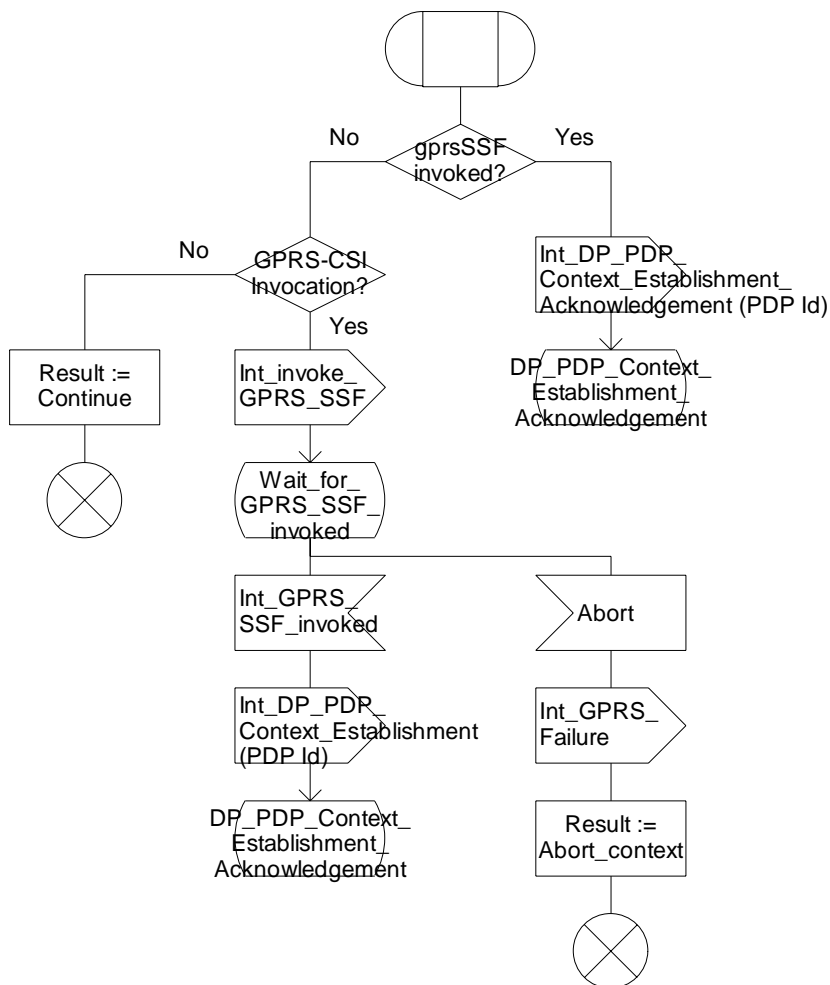 gprsSSF
invoked?
No
Yes
GPRS-CSI
Invocation?
No
Yes
Int_DP_PDP_
Context_Establishment_
Acknowledgement (PDP Id)
Result :=
Continue
Int_invoke_
GPRS_SSF
DP_PDP_Context_
Establishment_
Acknowledgement
Wait_for_
GPRS_SSF_
invoked
Int_GPRS_
SSF_invoked
Abort
Int_DP_PDP_
Context_Establishment
(PDP Id)
Int_GPRS_
Failure
DP_PDP_Context_
Establishment_
Acknowledgement
Result :=
Abort_context